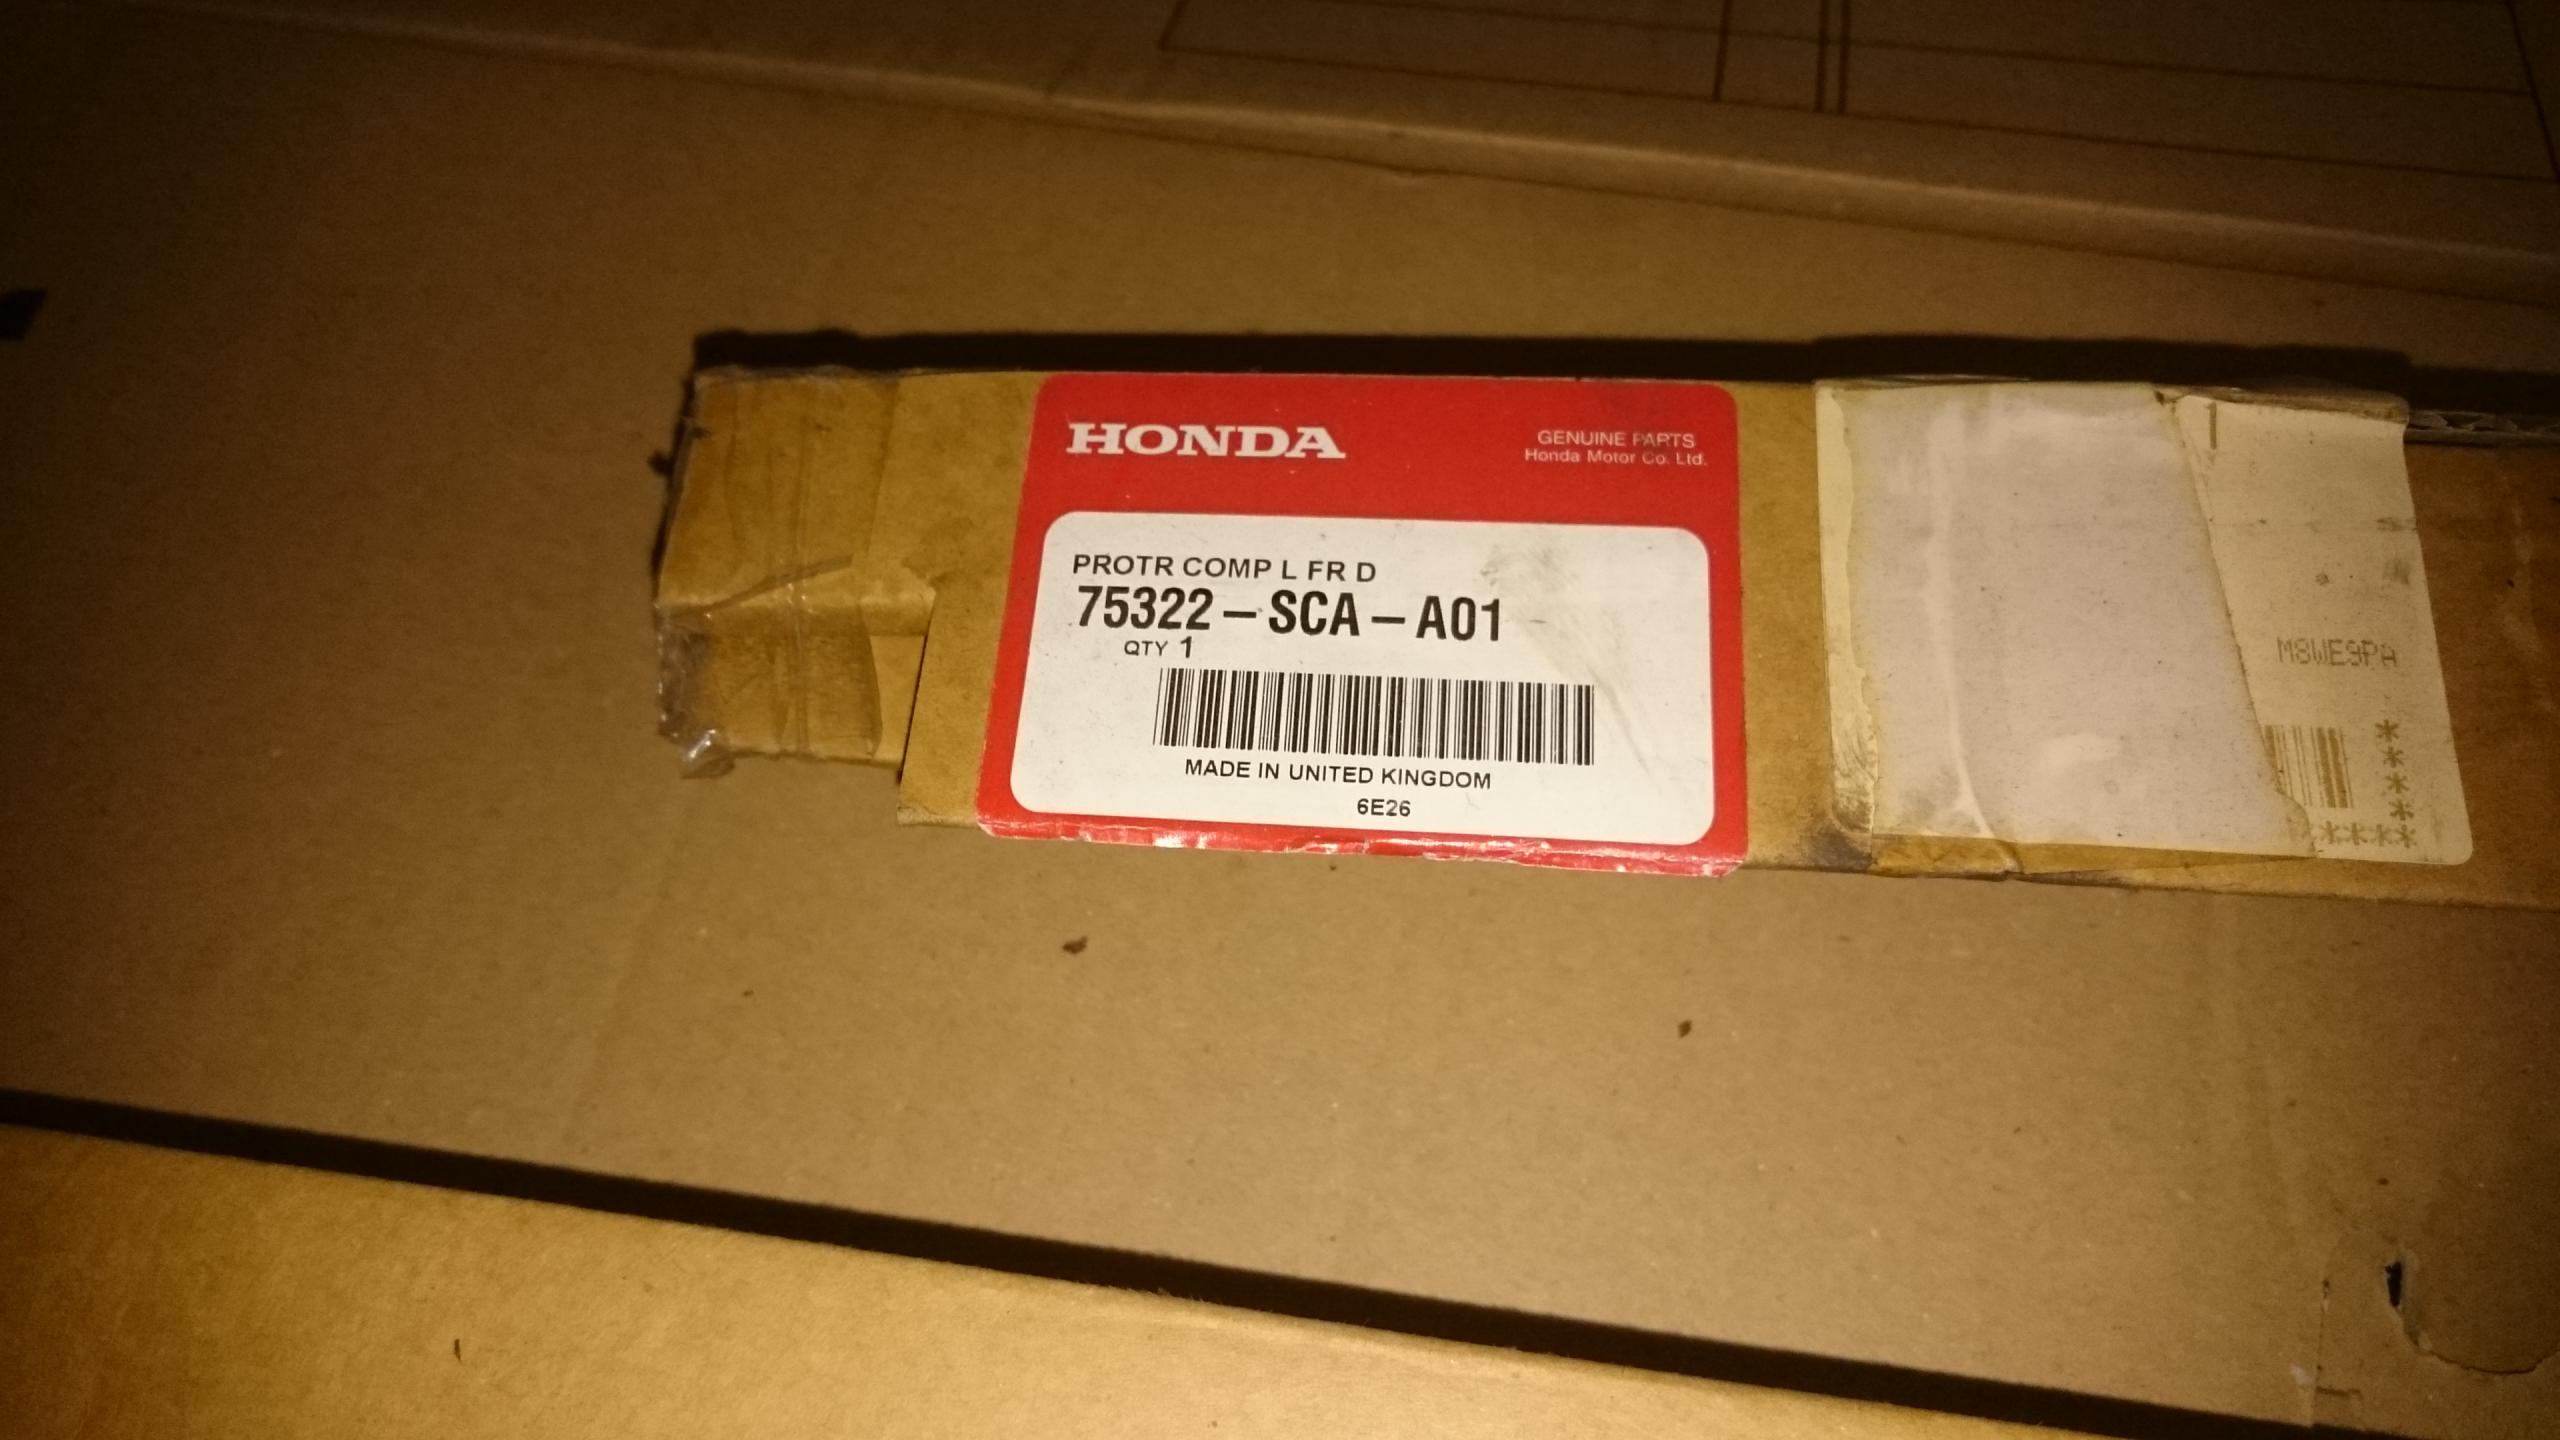 HONDA
GENUINE PARTS
Honda Motor Co. Ltd.
PROTR COMP L FR D
75322-SCA-A01
QTY 1
MADE IN UNITED KINGDOM
6E26
M8WE9PA
*
*
*
*
*****